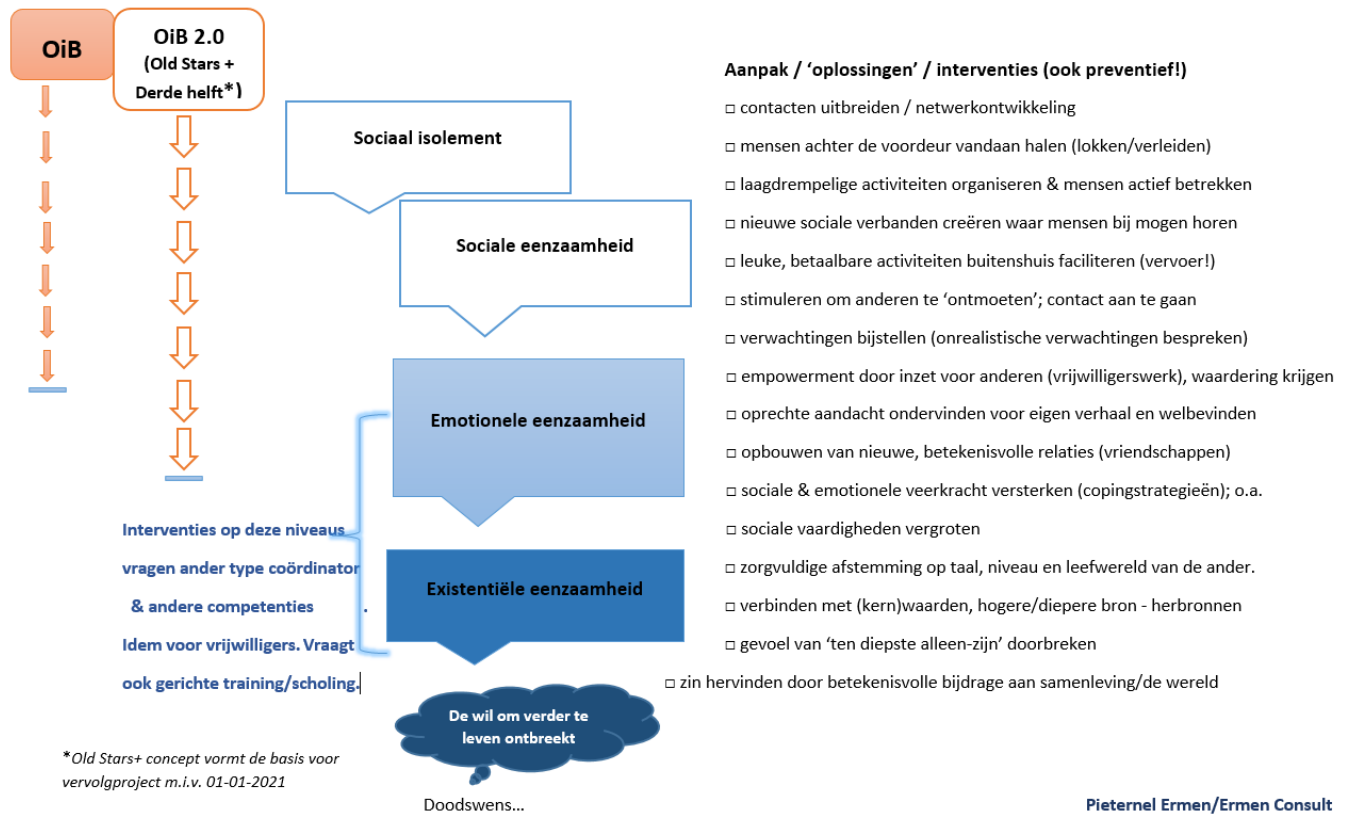 OiB
OiB 2.0
(Old Stars +
Derde helft*)
Sociaal isolement
Sociale eenzaamheid
Emotionele eenzaamheid
Existentiële eenzaamheid
De wil om verder te
leven ontbreekt
Doodswens...
Interventies op deze niveaus
vragen ander type coördinator
& andere competenties .
Idem voor vrijwilligers. Vraagt
ook gerichte training/scholing.
*Old Stars+ concept vormt de basis voor
vervolgproject m.i.v. 01-01-2021
Aanpak / ‘oplossingen’ / interventies (ook preventief!)
□ contacten uitbreiden / netwerkontwikkeling
□ mensen achter de voordeur vandaan halen (lokken/verleiden)
□ laagdrempelige activiteiten organiseren & mensen actief betrekken
□ nieuwe sociale verbanden creëren waar mensen bij mogen horen
□ leuke, betaalbare activiteiten buitenshuis faciliteren (vervoer!)
□ stimuleren om anderen te ‘ontmoeten’; contact aan te gaan
□ verwachtingen bijstellen (onrealistische verwachtingen bespreken)
□ empowerment door inzet voor anderen (vrijwilligerswerk), waardering krijgen
□ oprechte aandacht ondervinden voor eigen verhaal en welbevinden
□ opbouwen van nieuwe, betekenisvolle relaties (vriendschappen)
□ sociale & emotionele veerkracht versterken (copingstrategieën); o.a.
□ sociale vaardigheden vergroten
□ zorgvuldige afstemming op taal, niveau en leefwereld van de ander.
□ verbinden met (kern)waarden, hogere/diepere bron - herbronnen
□ gevoel van ‘ten diepste alleen-zijn’ doorbreken
□ zin hervinden door betekenisvolle bijdrage aan samenleving/de wereld
Pieternel Ermen/Ermen Consult